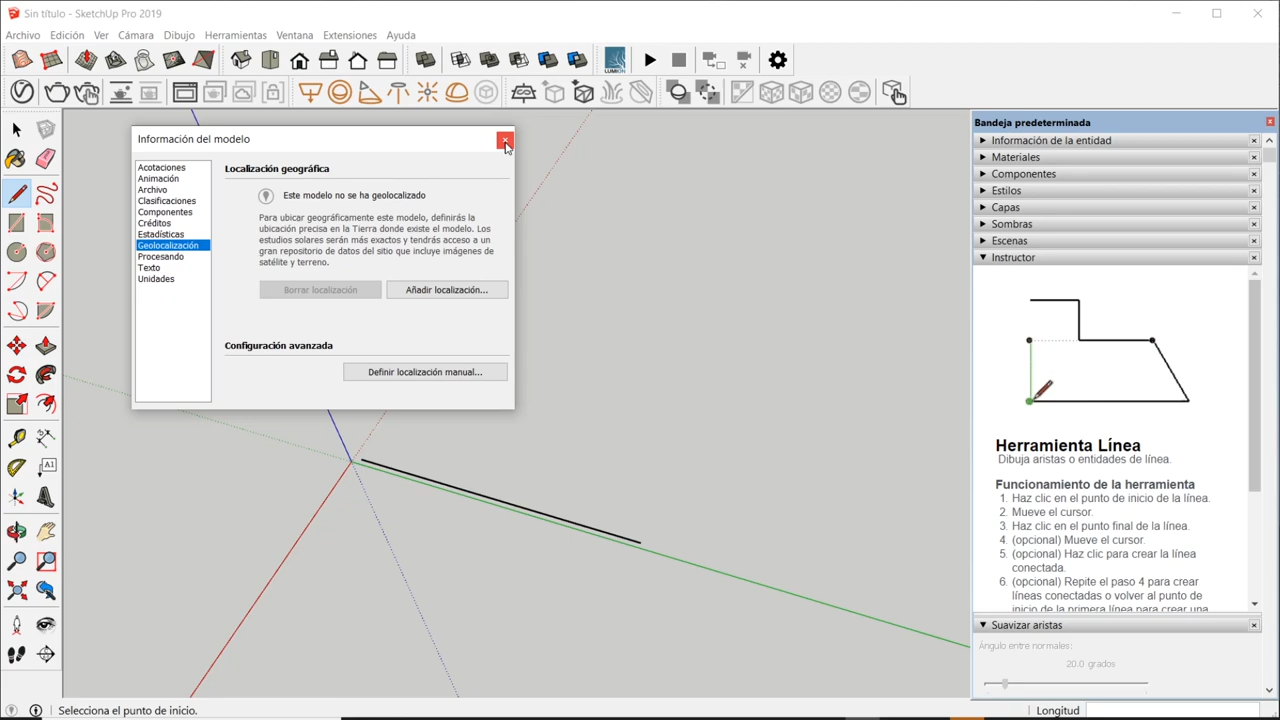 Sin título - SketchUp Pro 2019
Archivo Edición Ver Cámara Dibujo Herramientas Ventana Extensiones Ayuda
LUMION
Información del modelo
Acotaciones
Animación
Archivo
Clasificaciones
Componentes
Créditos
Estadísticas
Geolocalización
Procesando
Texto
Unidades
Localización geográfica
Este modelo no se ha geolocalizado
Para ubicar geográficamente este modelo, definirás la
ubicación precisa en la Tierra donde existe el modelo. Los
estudios solares serán más exactos y tendrás acceso a un
gran repositorio de datos del sitio que incluye imágenes de
satélite y terreno.
Borrar localización Añadir localización...
Configuración avanzada
Definir localización manual...
Bandeja predeterminada
Información de la entidad
Materiales
Componentes
Estilos
Capas
Sombras
Escenas
Instructor
Herramienta Línea
Dibuja aristas o entidades de línea.
Funcionamiento de la herramienta
1. Haz clic en el punto de inicio de la línea.
2. Mueve el cursor.
3. Haz clic en el punto final de la línea.
4. (opcional) Mueve el cursor.
5. (opcional) Haz clic para crear la línea
conectada.
6. (opcional) Repite el paso 4 para crear
líneas conectadas o volver al punto de
inicio de la primera línea para crear una
Suavizar aristas
Ángulo entre normales:
20.0 grados
Selecciona el punto de inicio.
Longitud